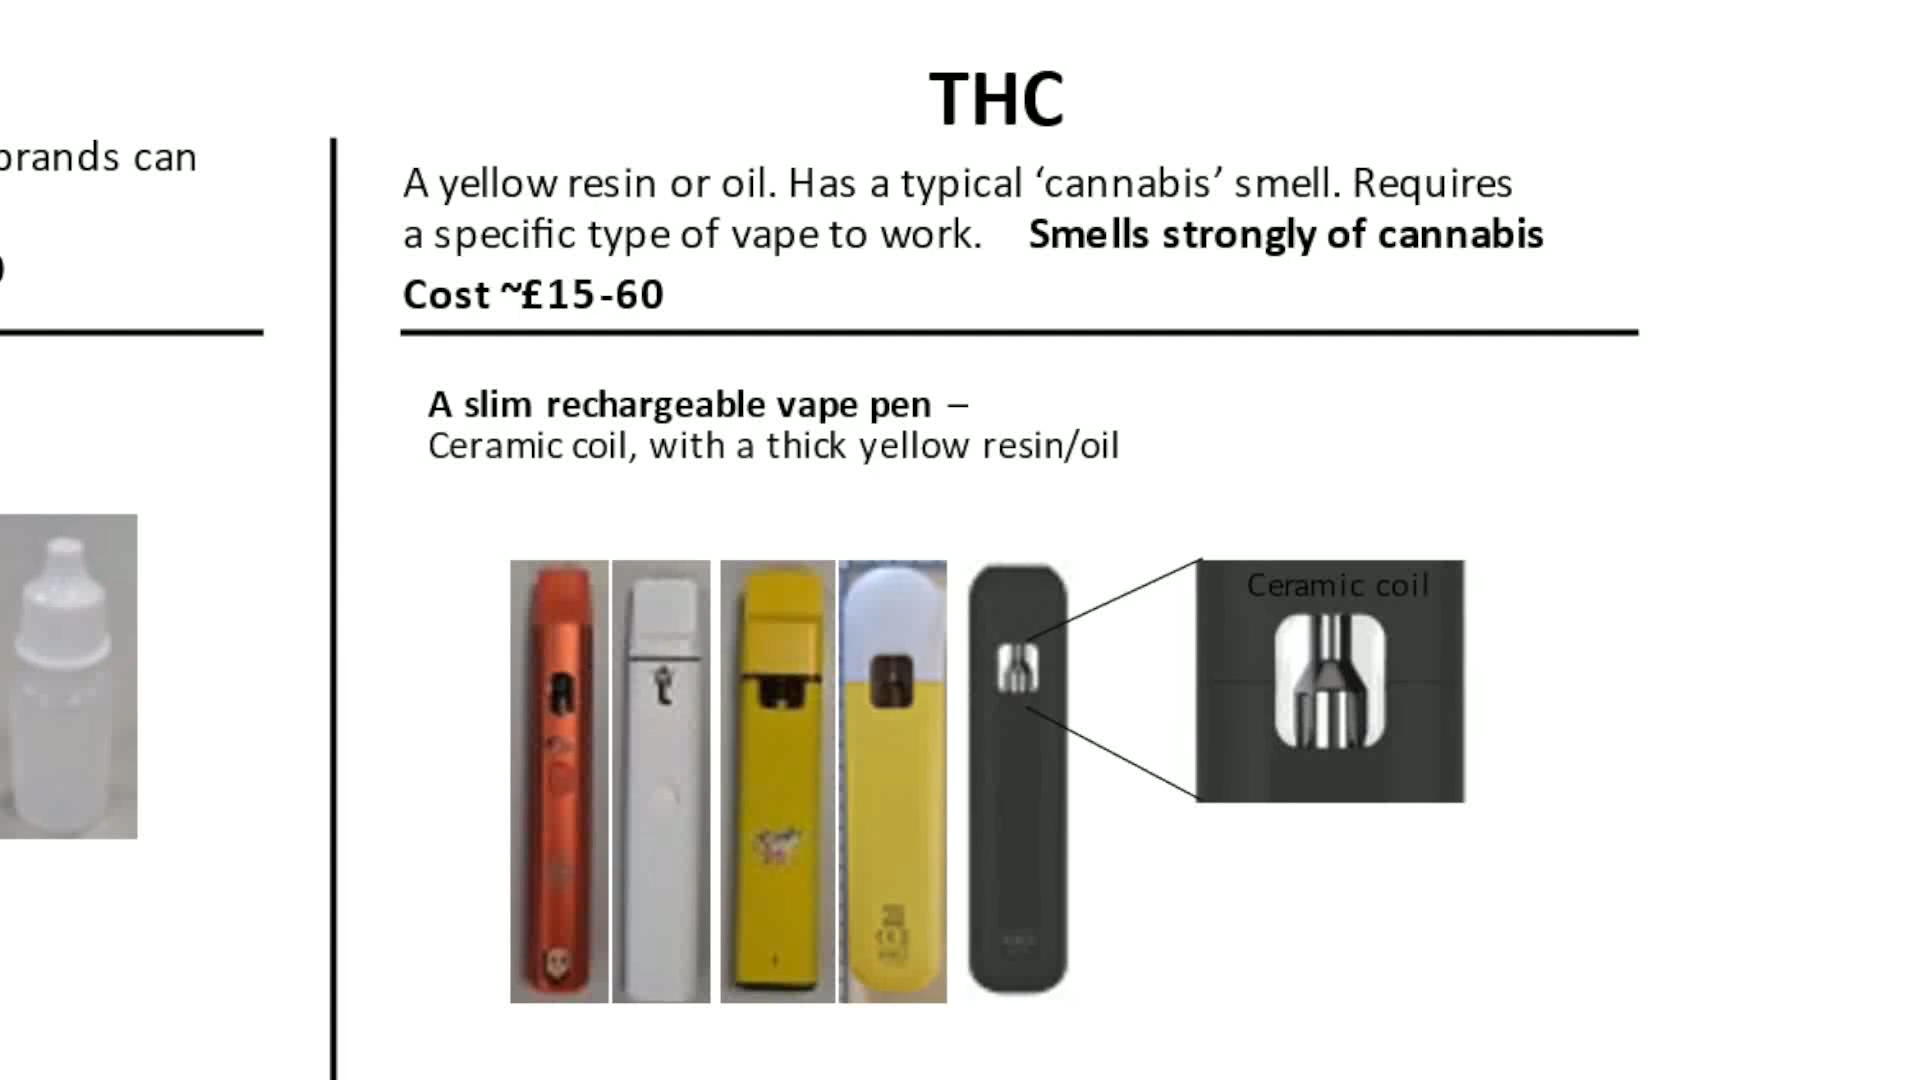 brands can
THC
A yellow resin or oil. Has a typical ‘cannabis’ smell. Requires
a specific type of vape to work. Smells strongly of cannabis
Cost ~£15-60
A slim rechargeable vape pen –
Ceramic coil, with a thick yellow resin/oil
Ceramic coil